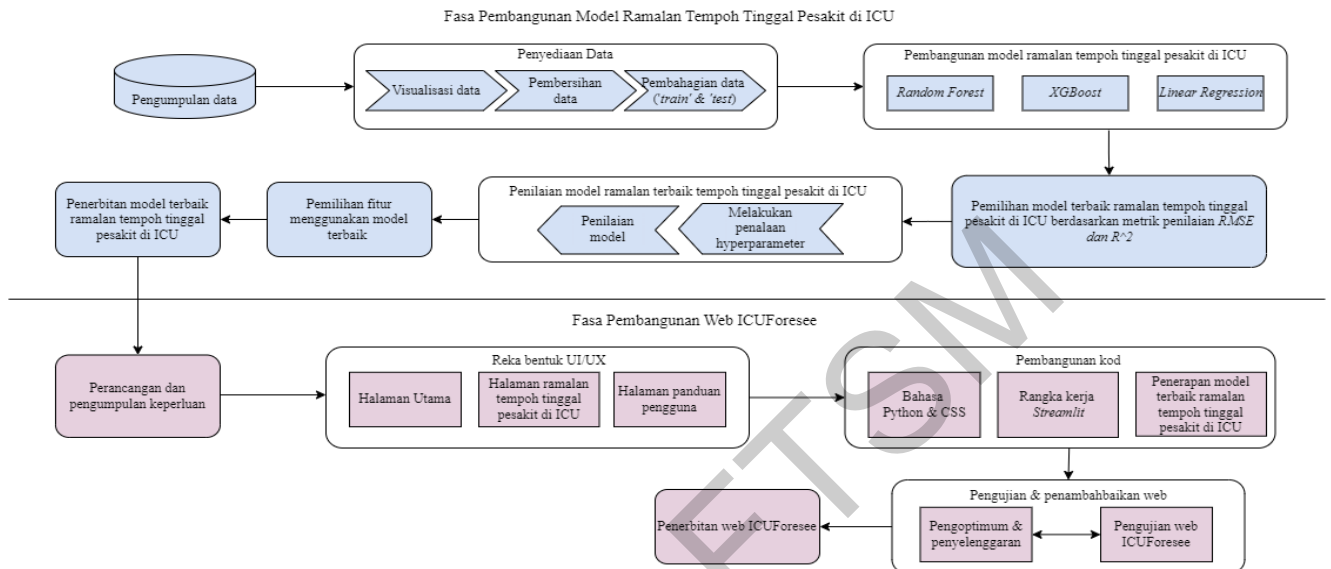 Fasa Pembangunan Model Ramalan Tempoh Tinggal Pesakit di ICU
Pengumpulan data
Penyediaan Data
Visualisasi data
Pembersihan
data
Pembahagian data
('train' & 'test')
Pembangunan model ramalan tempoh tinggal pesakit di ICU
Random Forest
XGBoost
Linear Regression
Pemilihan model terbaik ramalan tempoh tinggal
pesakit di ICU berdasarkan metrik penilaian RMSE
dan R^2
Penilaian model ramalan terbaik tempoh tinggal pesakit di ICU
Melakukan
penalaan
hyperparameter
Penilaian
model
Pemilihan fitur
menggunakan model
terbaik
Penerbitan model terbaik
ramalan tempoh tinggal
pesakit di ICU
Fasa Pembangunan Web ICUForesee
Perancangan dan
pengumpulan keperluan
Reka bentuk UI/UX
Halaman Utama
Halaman ramalan
tempoh tinggal
pesakit di ICU
Halaman panduan
pengguna
Pembangunan kod
Bahasa
Python & CSS
Rangka kerja
Streamlit
Penerapan model
terbaik ramalan
tempoh tinggal
pesakit di ICU
Pengujian & penambahbaikan web
Pengoptimum &
penyelenggaran
Pengujian web
ICUForesee
Penerbitan web ICUForesee
FTSM